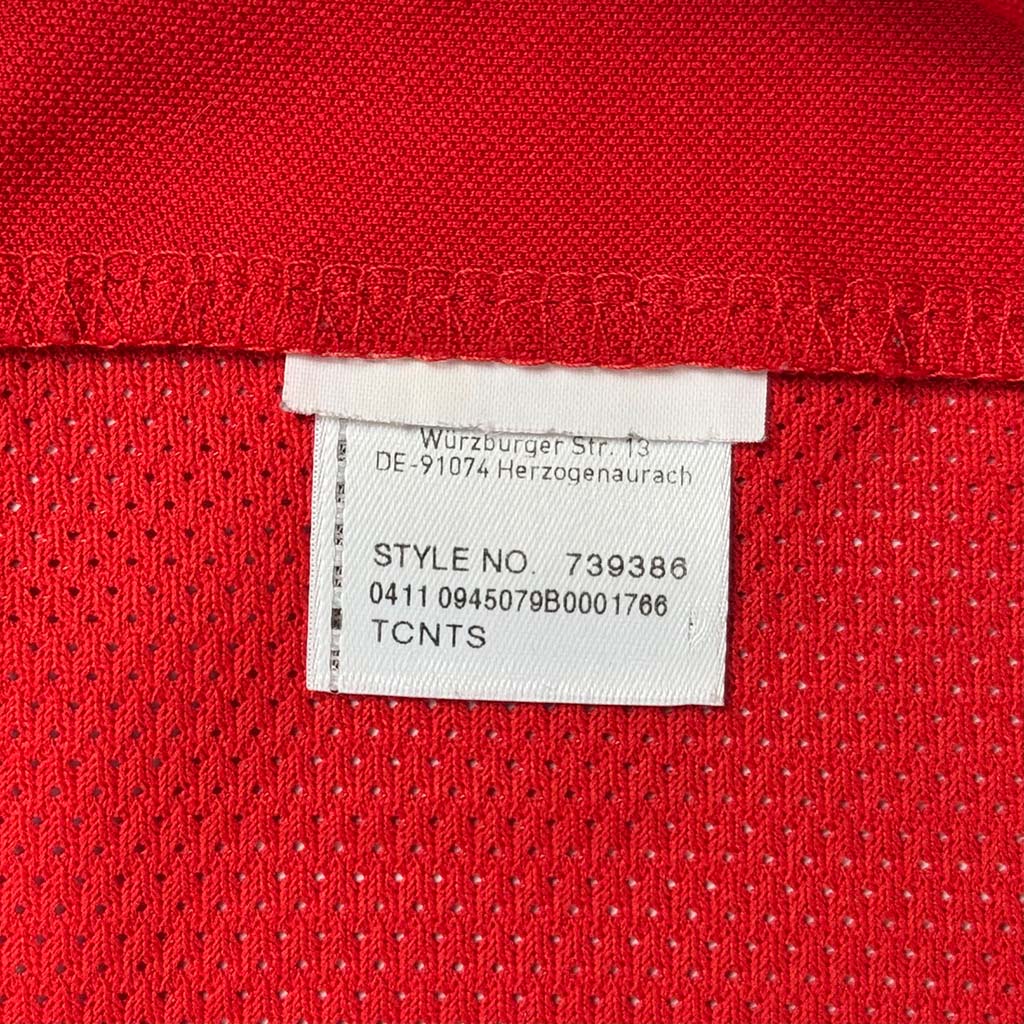 Würzburger Str. 13
DE-91074 Herzogenaurach
STYLE NO. 739386
0411 0945079B0001766
TCNTS